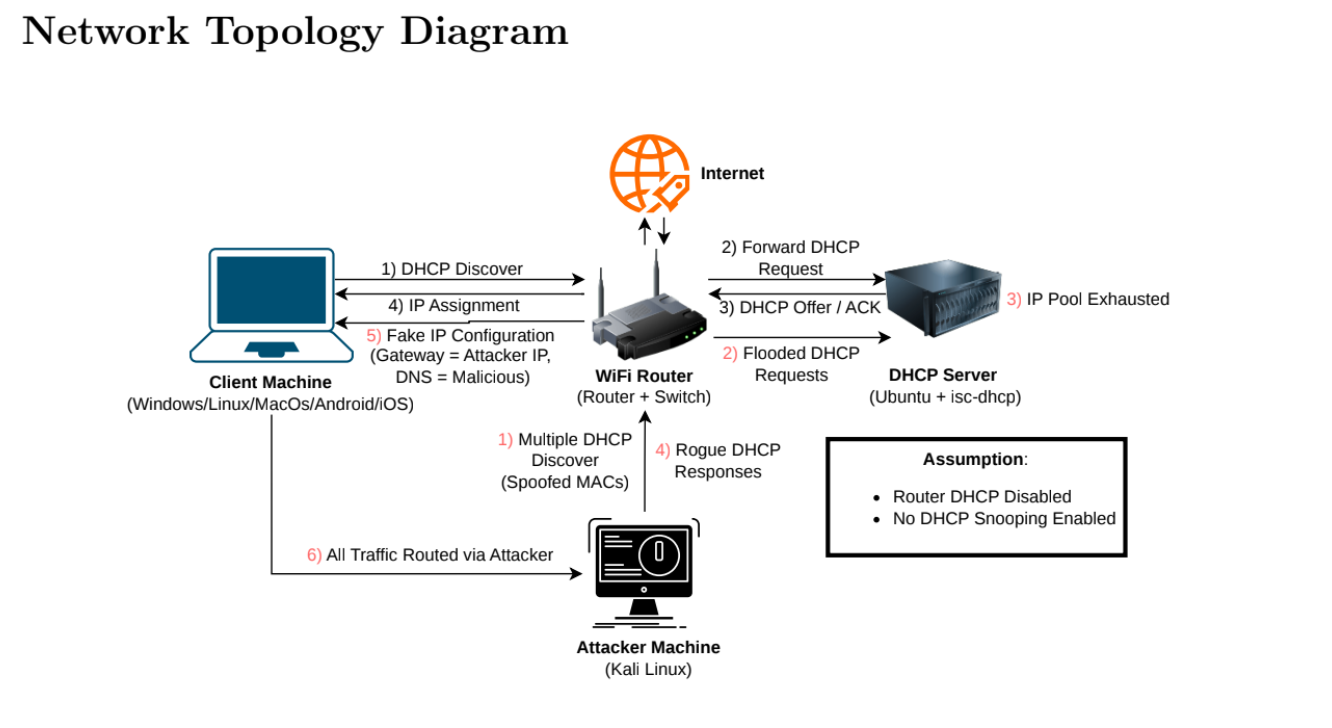 Network Topology Diagram
Internet
1) DHCP Discover
4) IP Assignment
5) Fake IP Configuration
(Gateway = Attacker IP,
DNS = Malicious)
2) Forward DHCP
Request
3) DHCP Offer / ACK
2) Flooded DHCP
Requests
3) IP Pool Exhausted
Client Machine
(Windows/Linux/MacOs/Android/iOS)
WiFi Router
(Router + Switch)
DHCP Server
(Ubuntu + isc-dhcp)
1) Multiple DHCP
Discover
(Spoofed MACs)
4) Rogue DHCP
Responses
Assumption:
• Router DHCP Disabled
• No DHCP Snooping Enabled
6) All Traffic Routed via Attacker
Attacker Machine
(Kali Linux)